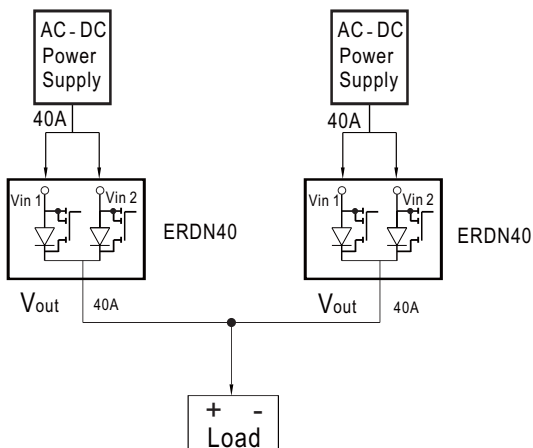 AC - DC
Power
Supply
AC - DC
Power
Supply
40A
40A
Vin 1
Vin 2
ERDN40
Vin 1
Vin 2
ERDN40
Vout
40A
Vout
40A
+ -
Load